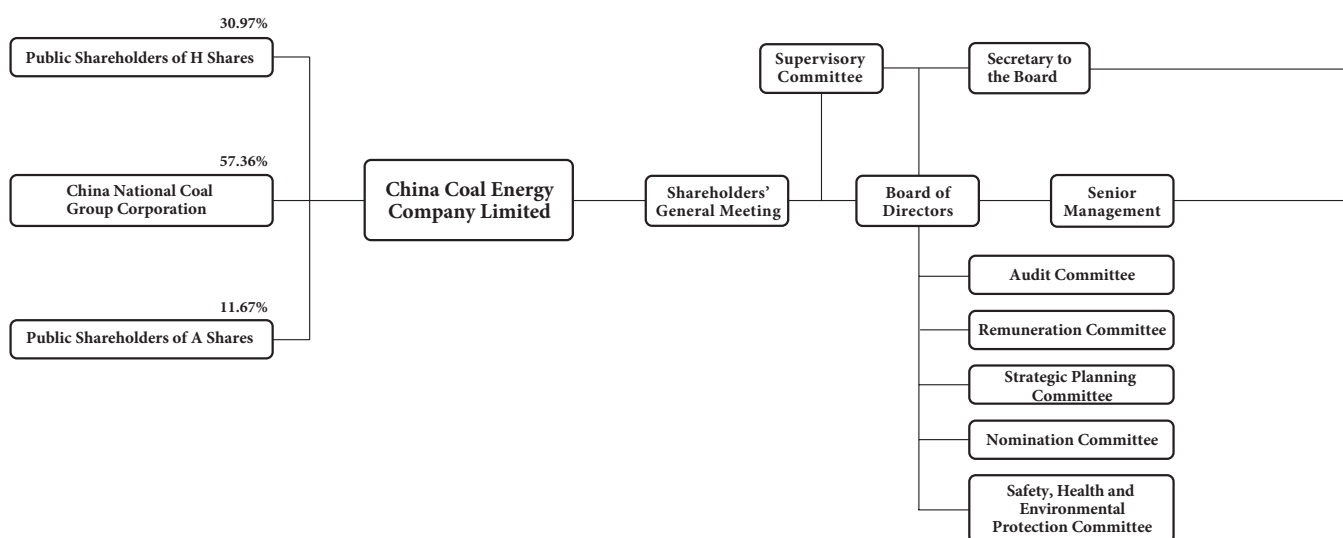 30.97%
Public Shareholders of H Shares
57.36%
China National Coal
Group Corporation
11.67%
Public Shareholders of A Shares
China Coal Energy
Company Limited
Shareholders'
General Meeting
Supervisory
Committee
Secretary to
the Board
Board of
Directors
Senior
Management
Audit Committee
Remuneration Committee
Strategic Planning
Committee
Nomination Committee
Safety, Health and
Environmental
Protection Committee